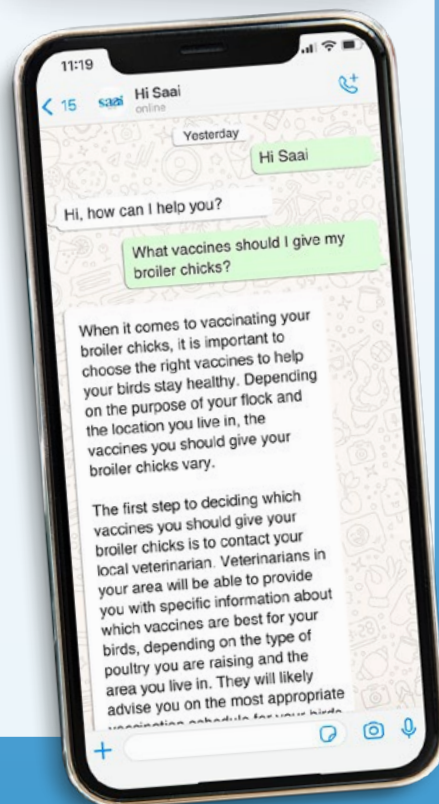 11:19
15
saai
Hi Saai
online
Yesterday
Hi Saai
Hi, how can I help you?
What vaccines should I give my
broiler chicks?
When it comes to vaccinating your
broiler chicks, it is important to
choose the right vaccines to help
your birds stay healthy. Depending
on the purpose of your flock and
the location you live in, the
vaccines you should give your
broiler chicks vary.
The first step to deciding which
vaccines you should give your
broiler chicks is to contact your
local veterinarian. Veterinarians in
your area will be able to provide
you with specific information about
which vaccines are best for your
birds, depending on the type of
poultry you are raising and the
area you live in. They will likely
advise you on the most appropriate
vaccination schedule for your birds